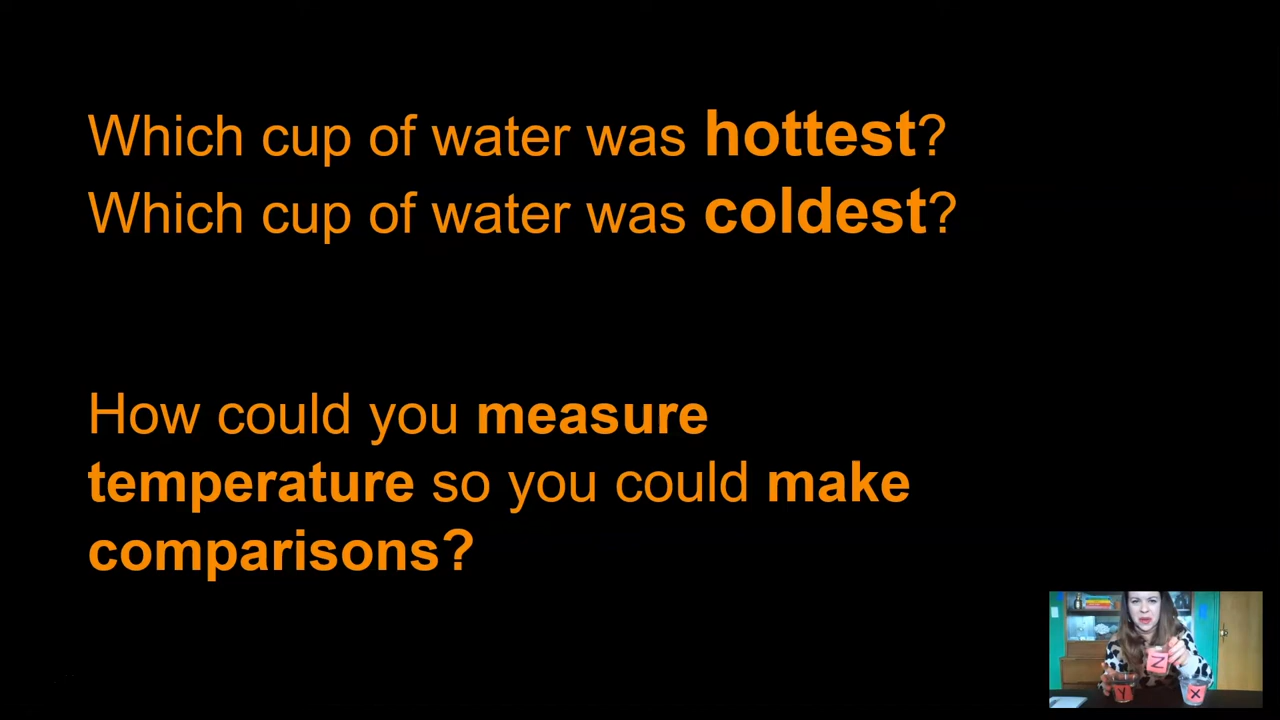 Which cup of water was hottest?
Which cup of water was coldest?
How could you measure
temperature so you could make
comparisons?
Z
Y
X